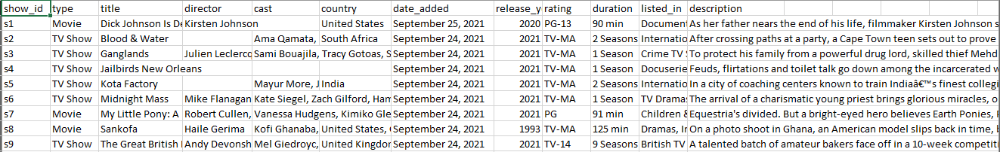 show_id type title director cast country date_added release_y rating duration listed_in description
s1 Movie Dick Johnson Is De Kirsten Johnson United States September 25, 2021 2020 PG-13 90 min Document As her father nears the end of his life, filmmaker Kirsten Johnson s
s2 TV Show Blood & Water Ama Qamata, South Africa September 24, 2021 2021 TV-MA 2 Seasons Internatio After crossing paths at a party, a Cape Town teen sets out to prove
s3 TV Show Ganglands Julien Leclercq Sami Bouajila, Tracy Gotoas, S September 24, 2021 2021 TV-MA 1 Season Crime TV S To protect his family from a powerful drug lord, skilled thief Mehd
s4 TV Show Jailbirds New Orleans September 24, 2021 2021 TV-MA 1 Season Docuserie Feuds, flirtations and toilet talk go down among the incarcerated w
s5 TV Show Kota Factory Mayur More, J India September 24, 2021 2021 TV-MA 2 Seasons Internatio In a city of coaching centers known to train Indiaâ€™s finest collegi
s6 TV Show Midnight Mass Mike Flanagan Kate Siegel, Zach Gilford, Ham September 24, 2021 2021 TV-MA 1 Season TV Dramas The arrival of a charismatic young priest brings glorious miracles, o
s7 Movie My Little Pony: A Robert Cullen, Vanessa Hudgens, Kimiko Gle September 24, 2021 2021 PG 91 min Children & Equestria's divided. But a bright-eyed hero believes Earth Ponies,
s8 Movie Sankofa Haile Gerima Kofi Ghanaba, United States, September 24, 2021 1993 TV-MA 125 min Dramas, In On a photo shoot in Ghana, an American model slips back in time, b
s9 TV Show The Great British Andy Devonsh Mel Giedroyc, United Kingdor September 24, 2021 2021 TV-14 9 Seasons British TV A talented batch of amateur bakers face off in a 10-week competiti